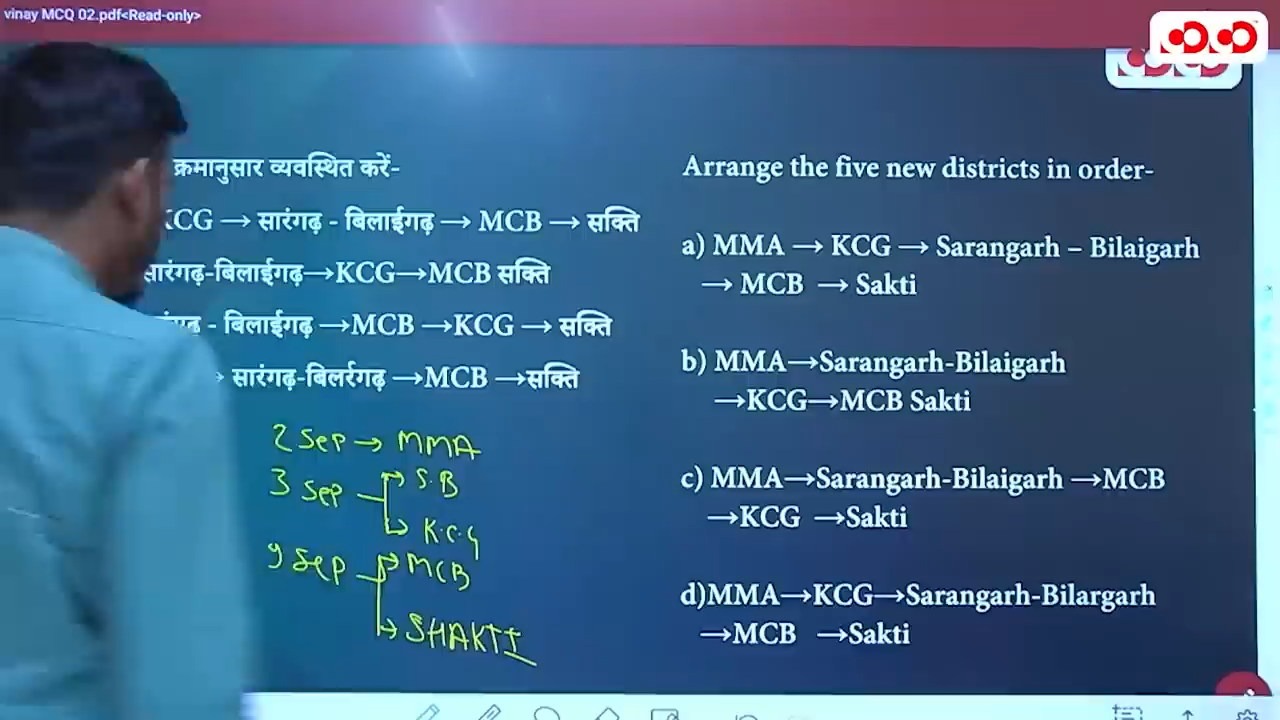 vinay MCQ 02.pdf<Read-only>
क्रमानुसार व्यवस्थित करें-
KCG → सारंगढ़ - बिलाईगढ़ → MCB → सक्ति
सारंगढ़-बिलाईगढ़→KCG→MCB सक्ति
- बिलाईगढ़ →MCB →KCG → सक्ति
→ सारंगढ़-बिलर्रगढ़ →MCB →सक्ति
2 Sep → MMA
3 Sep → S.B
→ K.C.G
9 Sep → MCB
→ SHAKTI
Arrange the five new districts in order-
a) MMA → KCG → Sarangarh – Bilaigarh
→ MCB → Sakti
b) MMA→Sarangarh-Bilaigarh
→KCG→MCB Sakti
c) MMA→Sarangarh-Bilaigarh →MCB
→KCG →Sakti
d)MMA→KCG→Sarangarh-Bilargarh
→MCB →Sakti